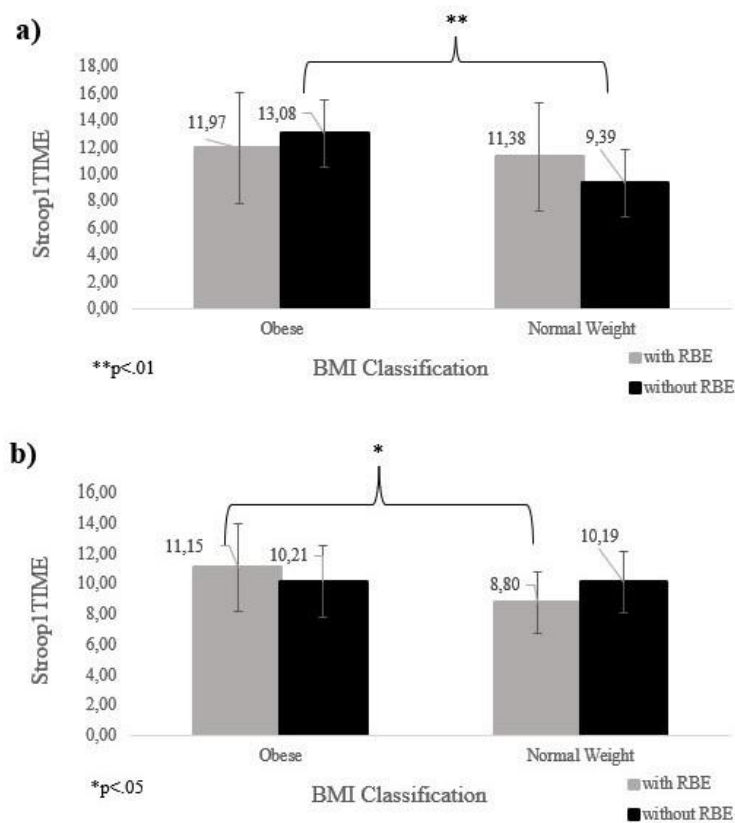 a)
**
18,00
16,00
14,00
12,00
10,00
8,00
6,00
4,00
2,00
0,00
Stroop1TIME
11,97
13,08
11,38
9,39
Obese
Normal Weight
**p<.01
BMI Classification
with RBE
without RBE
b)
*
16,00
14,00
12,00
10,00
8,00
6,00
4,00
2,00
0,00
Stroop1TIME
11,15
10,21
8,80
10,19
Obese
Normal Weight
*p<.05
BMI Classification
with RBE
without RBE